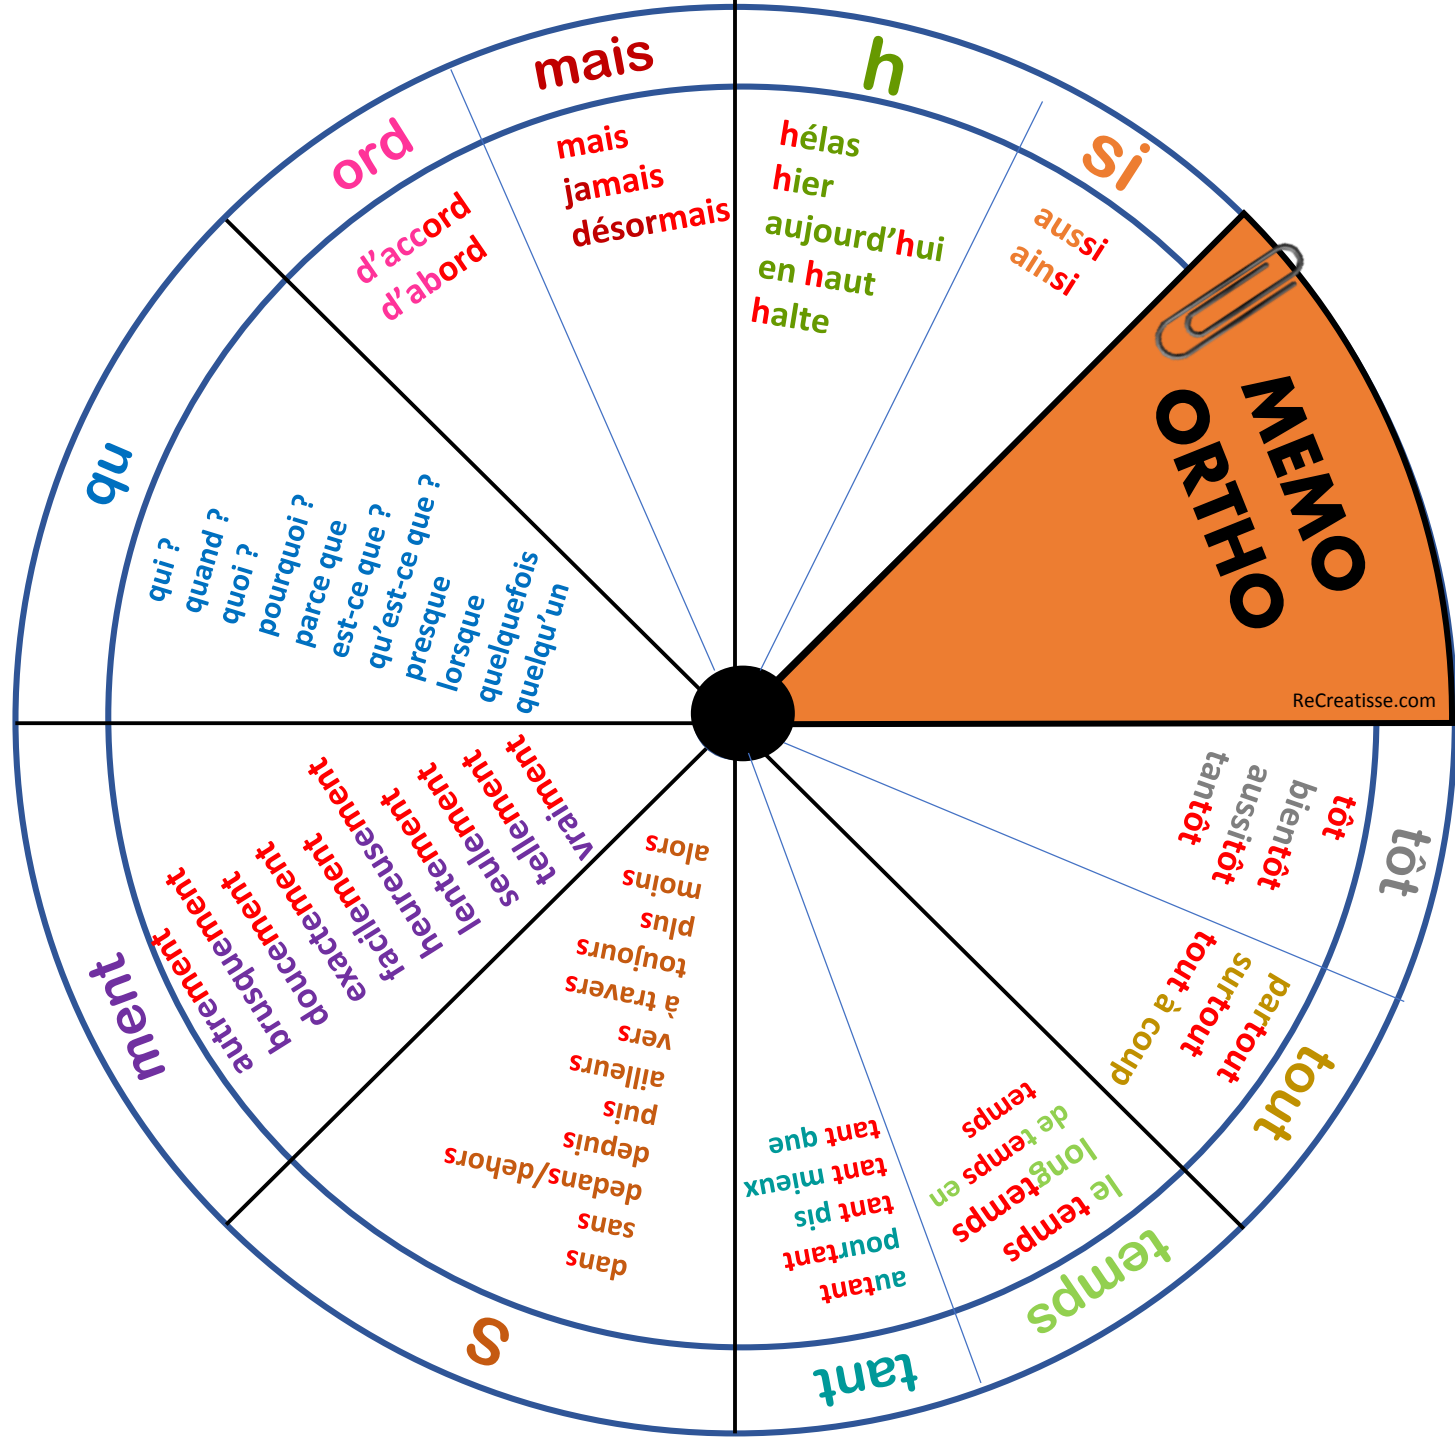 mais
mais
jamais
désormais
h
hélas
hier
aujourd'hui
en haut
halte
si
aussi
ainsi
MEMO
ORTHO
ReCreatisse.com
tôt
tôt
bientôt
aussitôt
tantôt
tout
partout
surtout
tout à coup
temps
le temps
longtemps
de temps en
temps
tant
autant
pourtant
tant pis
tant mieux
tant que
s
dans
sans
dedans/dehors
depuis
puis
ailleurs
vers
à travers
toujours
plus
moins
alors
ment
autrement
brusquement
doucement
exactement
facilement
heureusement
lentement
seulement
tellement
vraiment
qu
qui ?
quand ?
quoi ?
pourquoi ?
parce que
est-ce que ?
qu'est-ce que ?
presque
lorsque
quelquefois
quelqu'un
ord
d'accord
d'abord